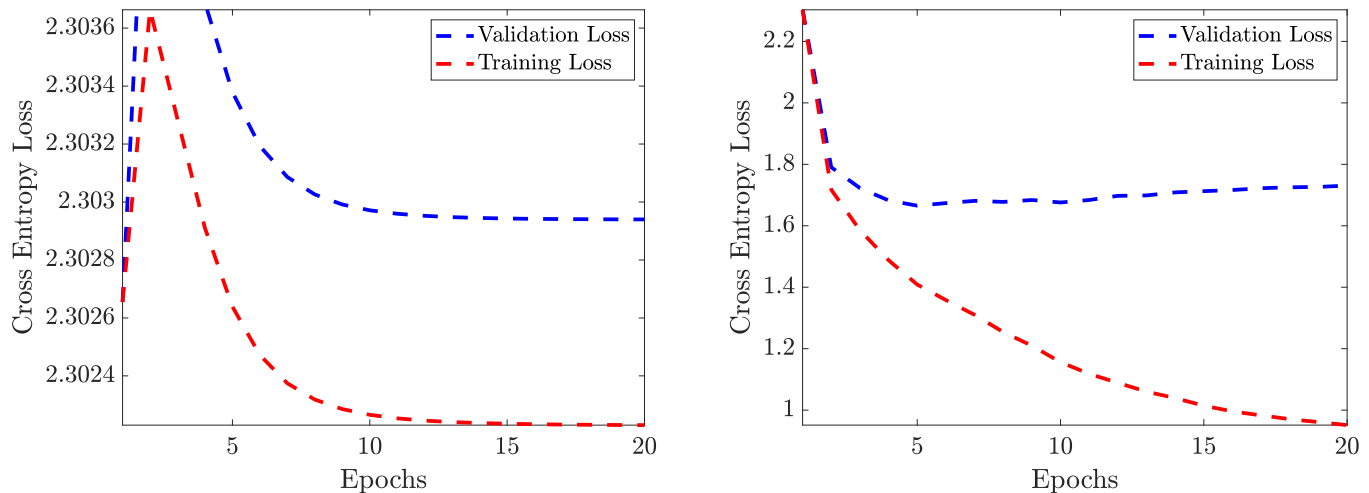 2.3036
2.3034
2.3032
2.303
2.3028
2.3026
2.3024
Cross Entropy Loss
Validation Loss
Training Loss
5
10
15
20
Epochs
2.2
2
1.8
1.6
1.4
1.2
1
Cross Entropy Loss
Validation Loss
Training Loss
5
10
15
20
Epochs